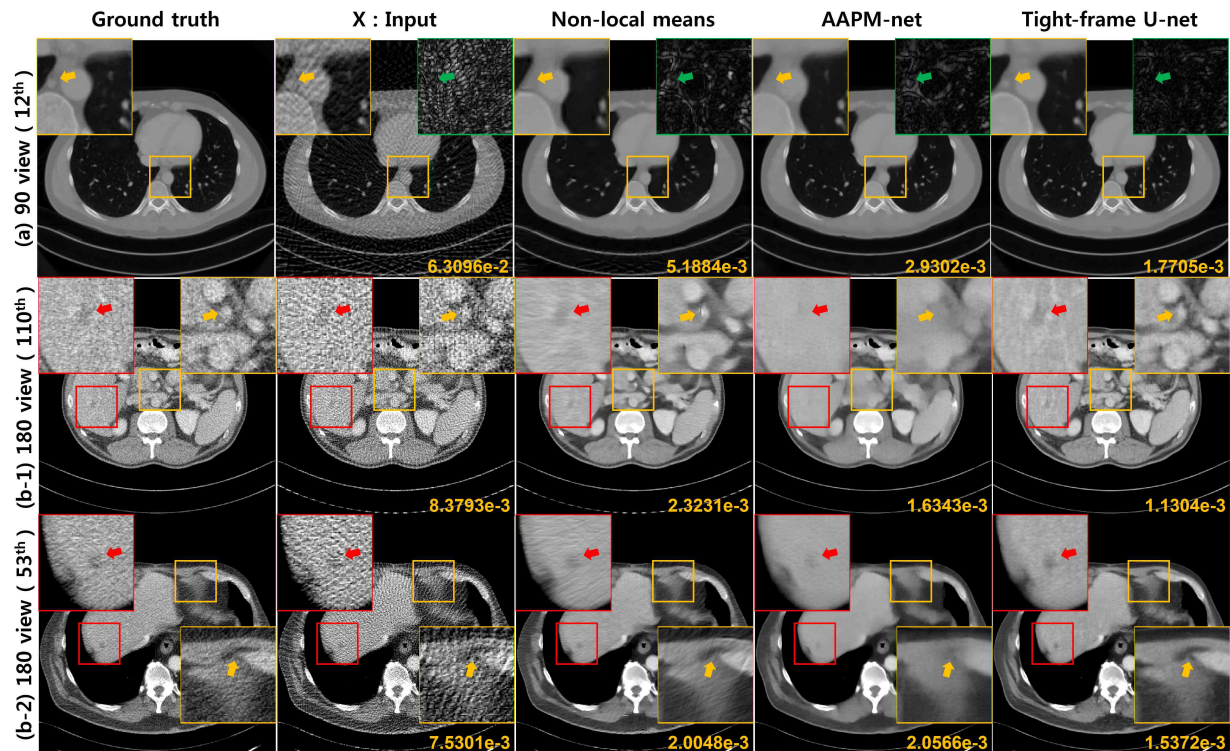 Ground truth
X : Input
Non-local means
AAPM-net
Tight-frame U-net
(a) 90 view ( 12th )
6.3096e-2
5.1884e-3
2.9302e-3
1.7705e-3
(b-1) 180 view ( 110th )
8.3793e-3
2.3231e-3
1.6343e-3
1.1304e-3
(b-2) 180 view ( 53th )
7.5301e-3
2.0048e-3
2.0566e-3
1.5372e-3